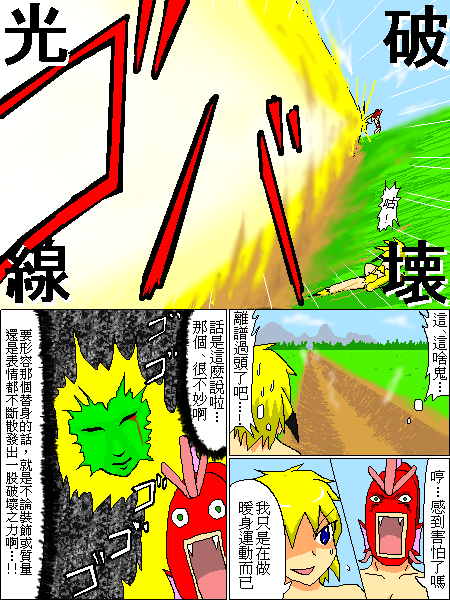 破壊
光線
ゴバ
咕…!
這、這啥鬼…
離譜過頭了吧…
哼…感到害怕了嗎
我只是在做
暖身運動而已
話是這麼說啦…
那個、很不妙啊
ゴゴゴ
ゴゴゴ
要形容那個替身的話，就是不論裝飾或質量
還是表情都不斷散發出一股破壞之力啊…!!